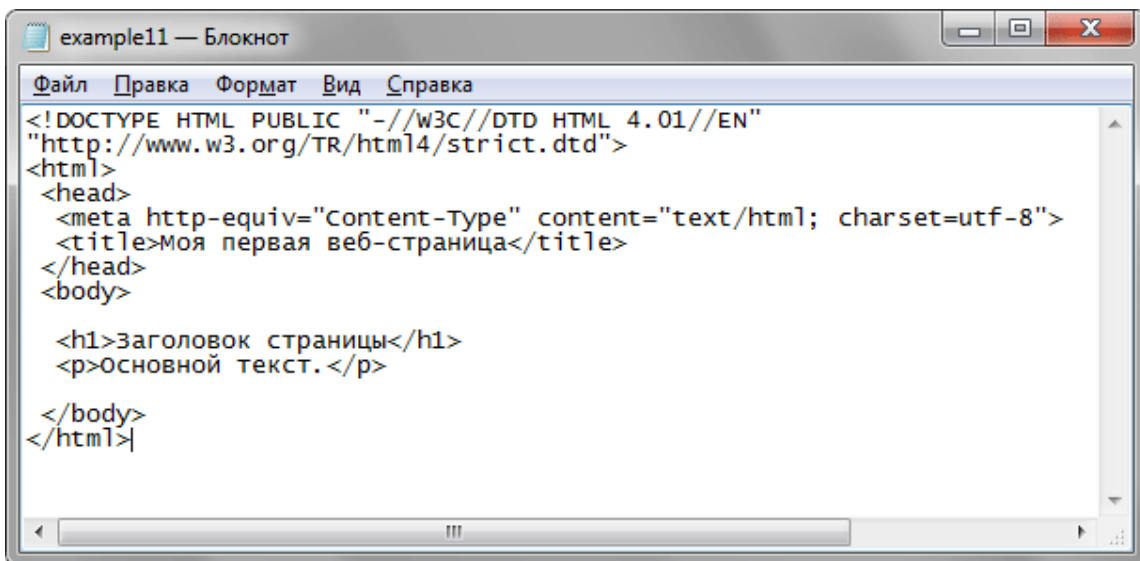 example11 — Блокнот
Файл Правка Формат Вид Справка
<!DOCTYPE HTML PUBLIC "-//W3C//DTD HTML 4.01//EN"
"http://www.w3.org/TR/html4/strict.dtd">
<html>
 <head>
  <meta http-equiv="Content-Type" content="text/html; charset=utf-8">
  <title>Моя первая веб-страница</title>
 </head>
 <body>
  <h1>Заголовок страницы</h1>
  <p>Основной текст.</p>
 </body>
</html>